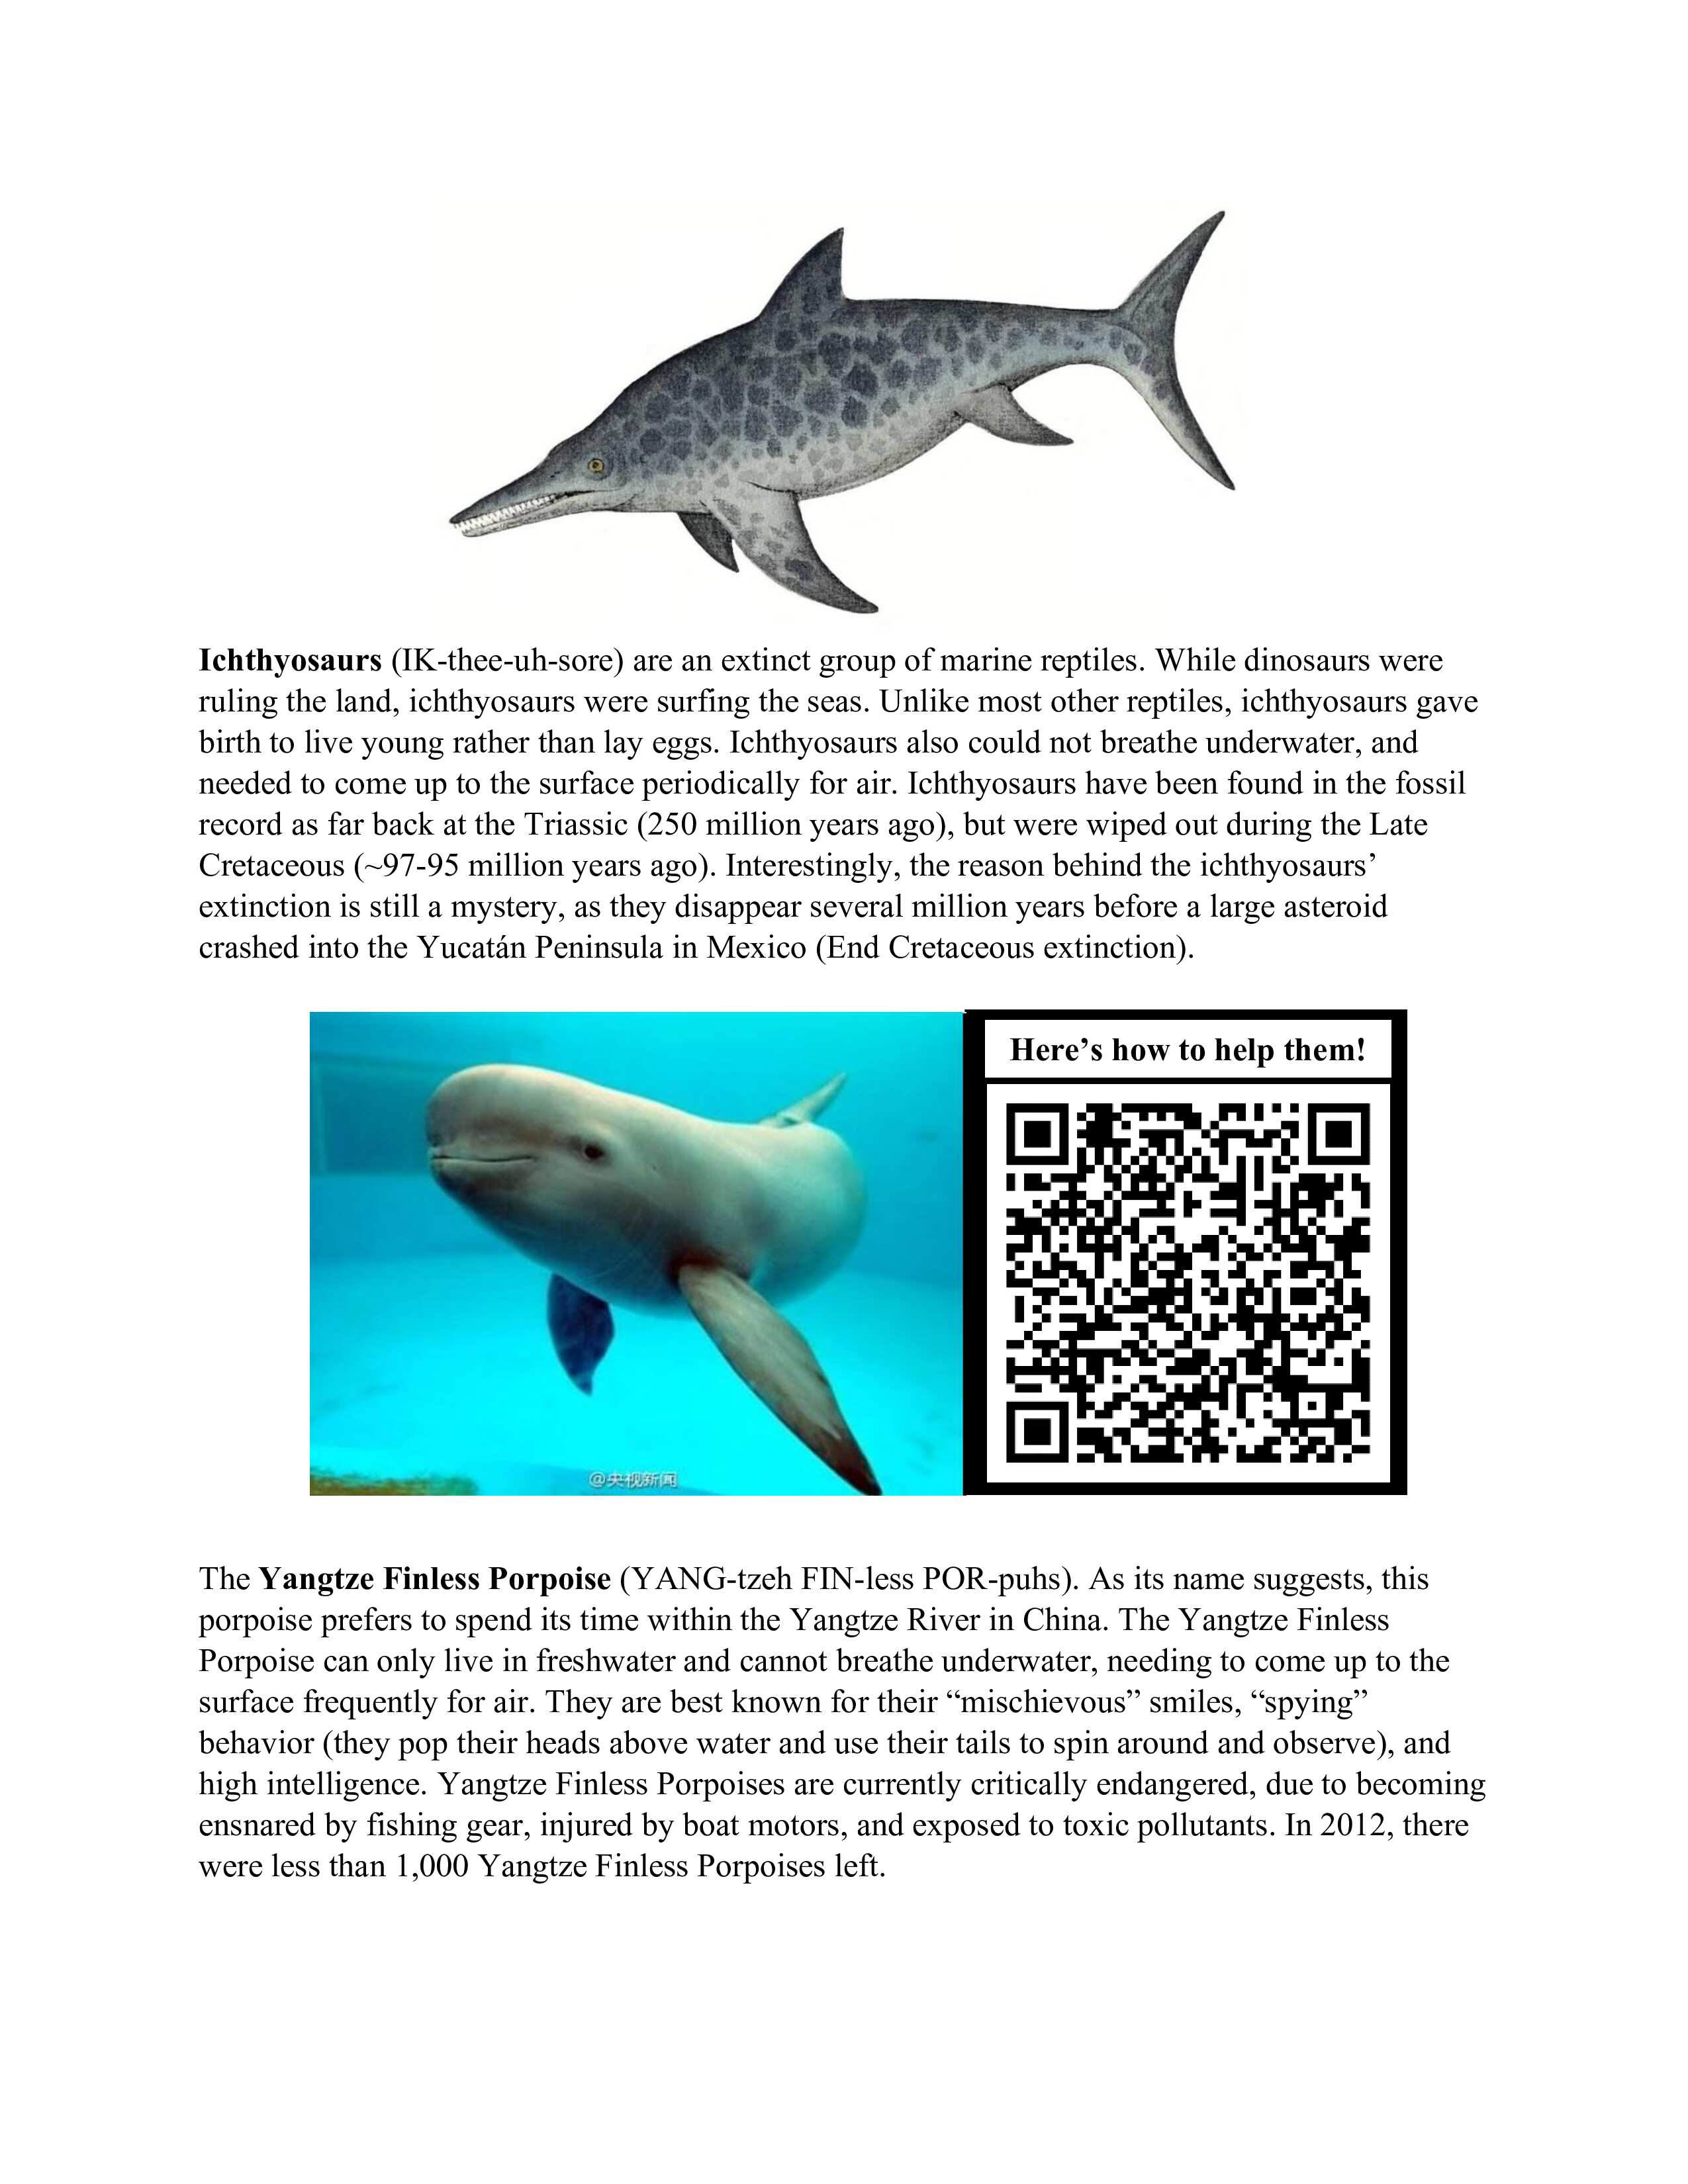 Ichthyosaurs (IK-thee-uh-sore) are an extinct group of marine reptiles. While dinosaurs were
ruling the land, ichthyosaurs were surfing the seas. Unlike most other reptiles, ichthyosaurs gave
birth to live young rather than lay eggs. Ichthyosaurs also could not breathe underwater, and
needed to come up to the surface periodically for air. Ichthyosaurs have been found in the fossil
record as far back at the Triassic (250 million years ago), but were wiped out during the Late
Cretaceous (~97-95 million years ago). Interestingly, the reason behind the ichthyosaurs’
extinction is still a mystery, as they disappear several million years before a large asteroid
crashed into the Yucatán Peninsula in Mexico (End Cretaceous extinction).
Here’s how to help them!
@央视新闻
The Yangtze Finless Porpoise (YANG-tzeh FIN-less POR-puhs). As its name suggests, this
porpoise prefers to spend its time within the Yangtze River in China. The Yangtze Finless
Porpoise can only live in freshwater and cannot breathe underwater, needing to come up to the
surface frequently for air. They are best known for their “mischievous” smiles, “spying”
behavior (they pop their heads above water and use their tails to spin around and observe), and
high intelligence. Yangtze Finless Porpoises are currently critically endangered, due to becoming
ensnared by fishing gear, injured by boat motors, and exposed to toxic pollutants. In 2012, there
were less than 1,000 Yangtze Finless Porpoises left.